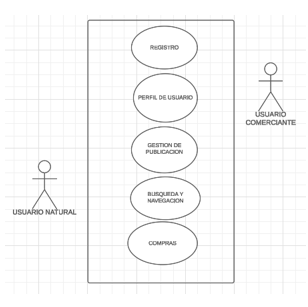 REGISTRO
PERFIL DE USUARIO
USUARIO
COMERCIANTE
GESTION DE
PUBLICACION
BUSQUEDA Y
NAVEGACION
USUARIO NATURAL
COMPRAS